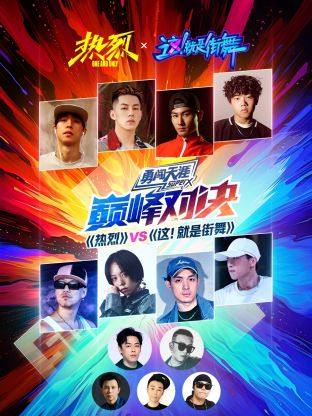 热烈 × 这！就是街舞
ONE AND ONLY
勇闯天涯
superX
巅峰对决
《热烈》VS《这！就是街舞》